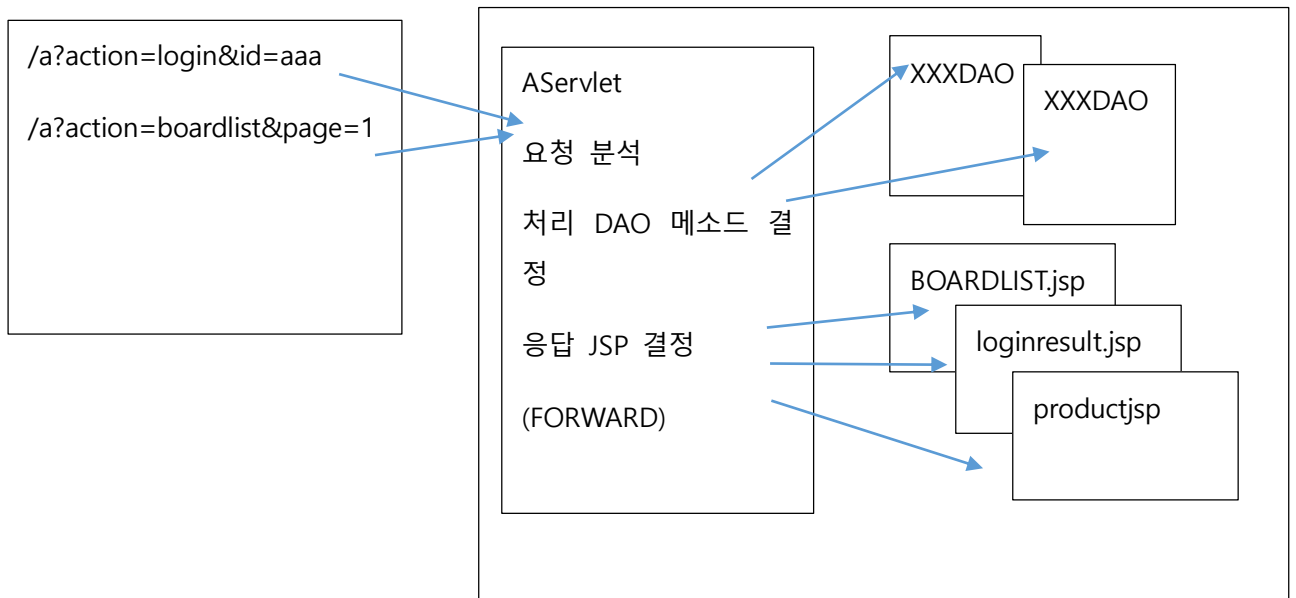 /a?action=login&id=aaa
/a?action=boardlist&page=1
AServlet
요청 분석
처리 DAO 메소드 결
정
응답 JSP 결정
(FORWARD)
XXXDAO
XXXDAO
BOARDLIST.jsp
loginresult.jsp
productjsp